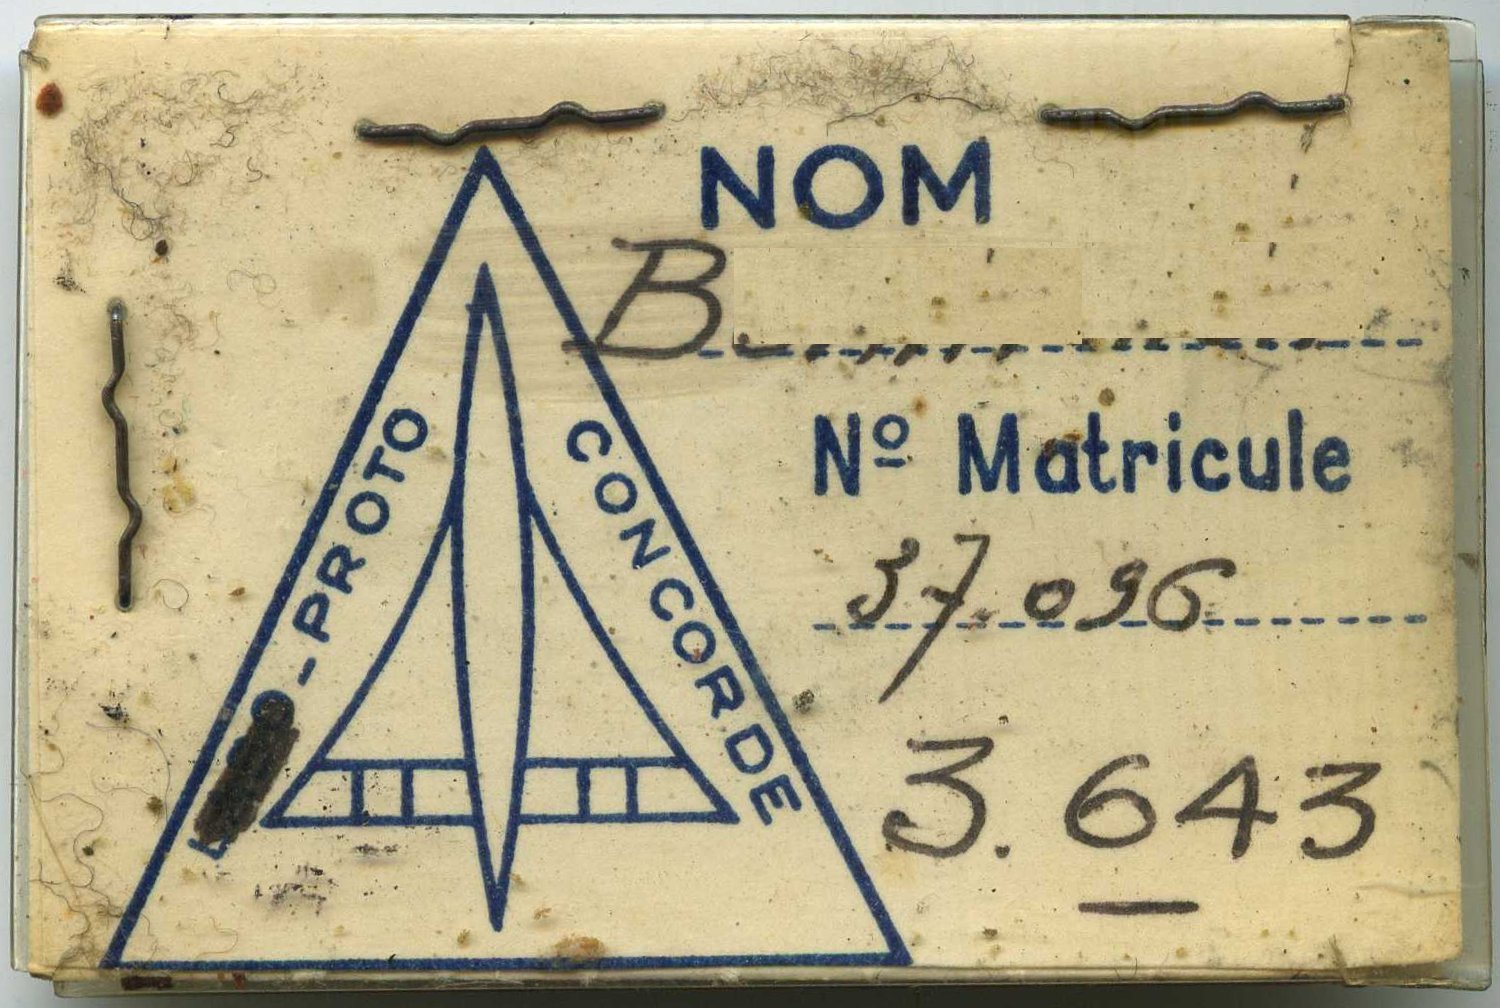 NOM
B
Nº Matricule
37.096
3.643
-PROTO
CONCORDE